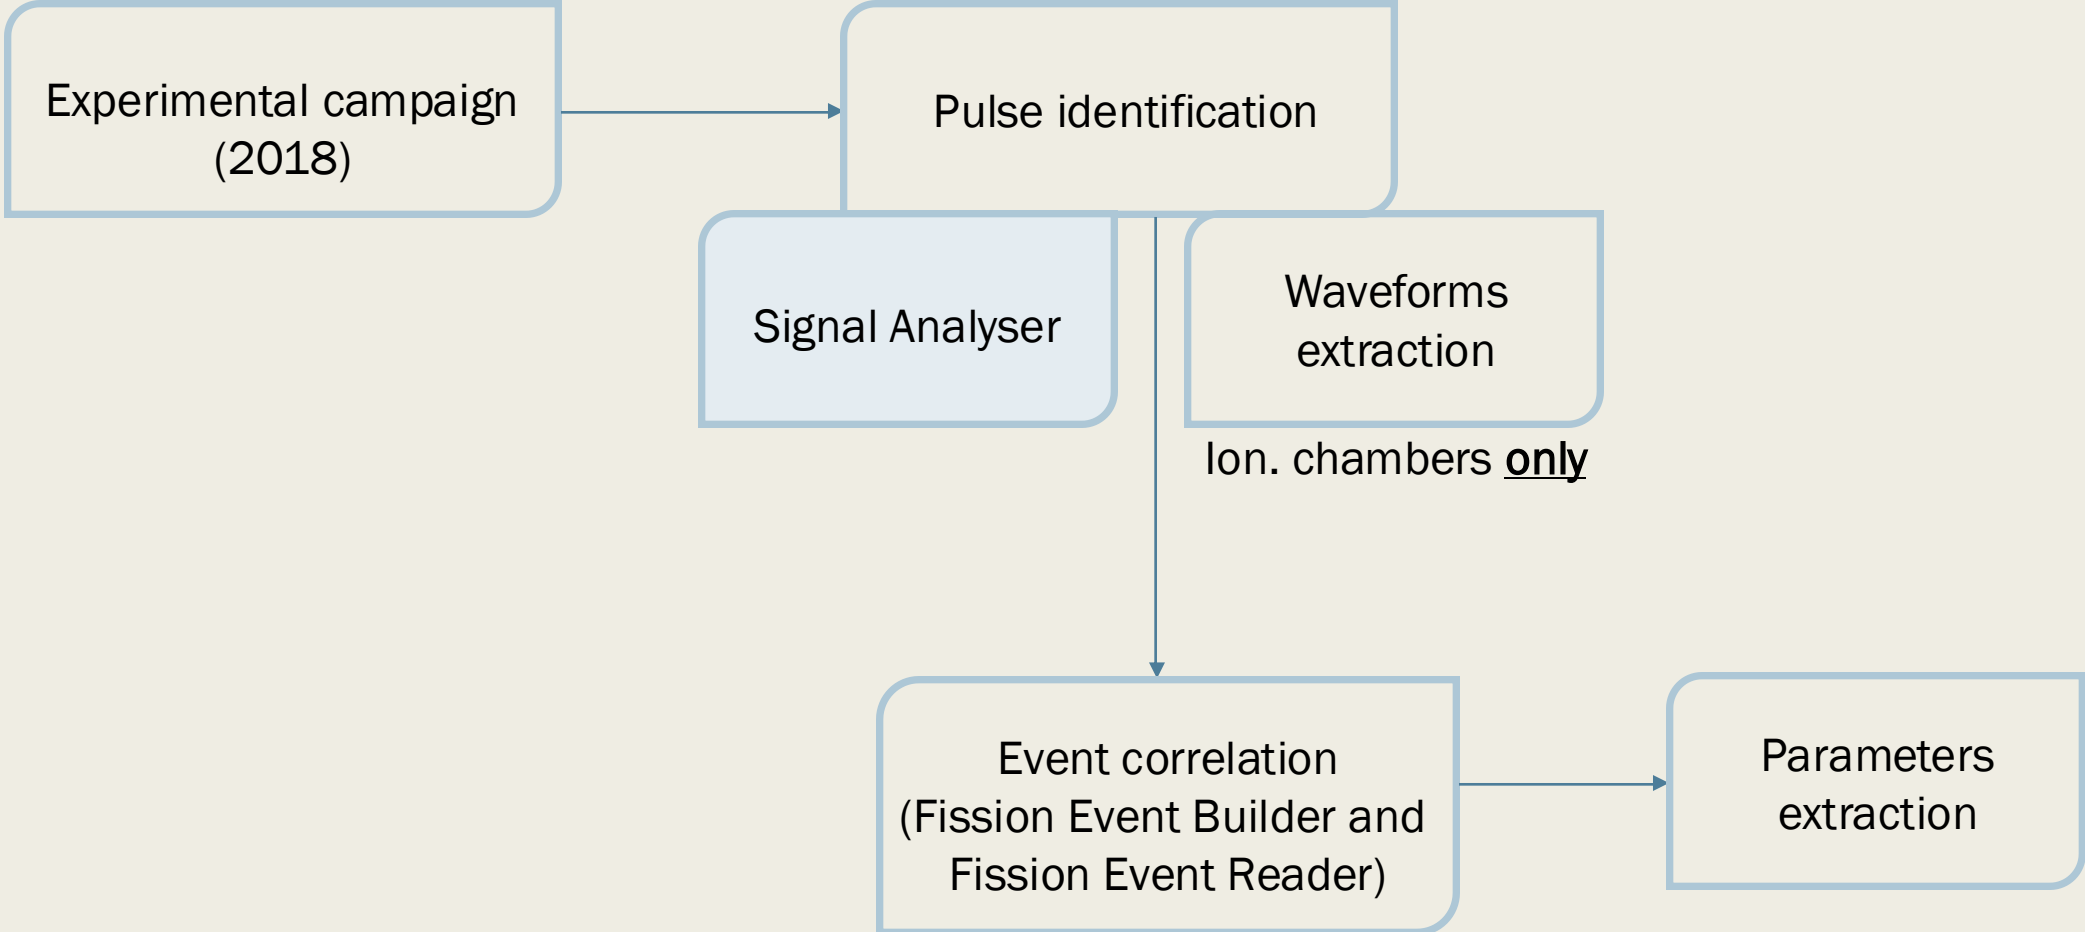 Experimental campaign
(2018)
Pulse identification
Signal Analyser
Waveforms
extraction
Ion. chambers only
Event correlation
(Fission Event Builder and
Fission Event Reader)
Parameters
extraction